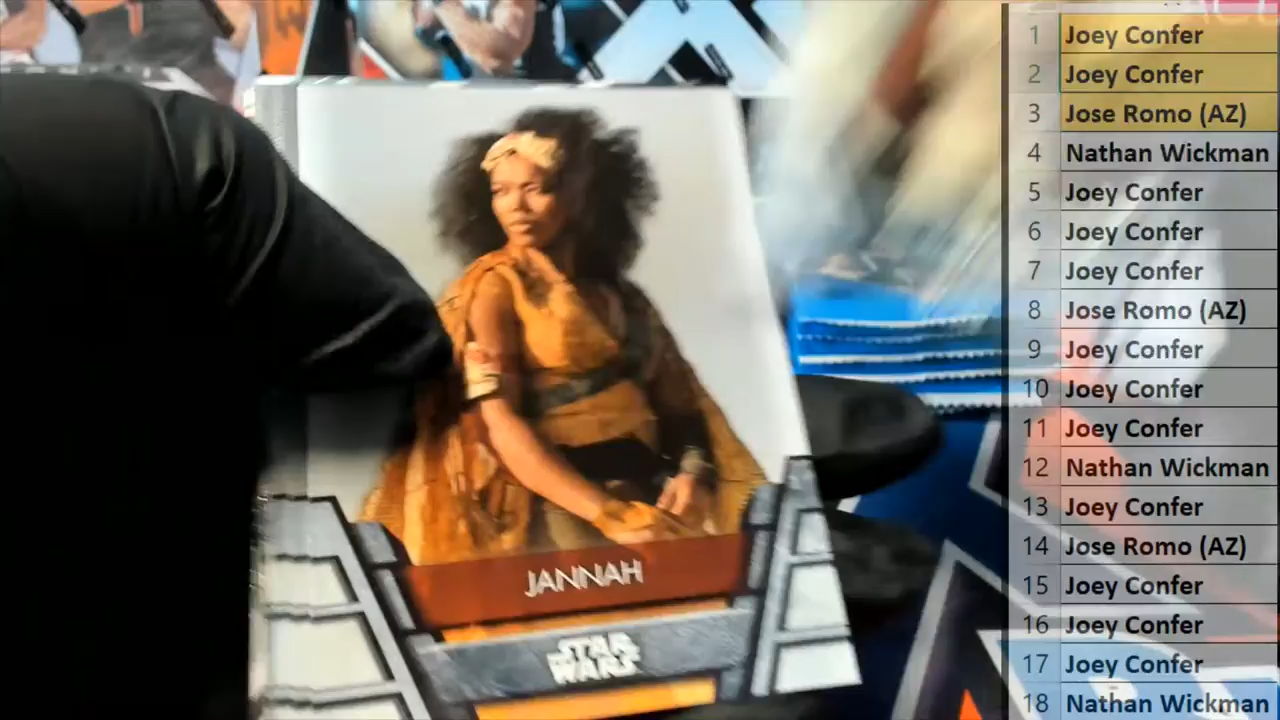 1 Joey Confer
2 Joey Confer
3 Jose Romo (AZ)
4 Nathan Wickman
5 Joey Confer
6 Joey Confer
7 Joey Confer
8 Jose Romo (AZ)
9 Joey Confer
10 Joey Confer
11 Joey Confer
12 Nathan Wickman
13 Joey Confer
14 Jose Romo (AZ)
15 Joey Confer
16 Joey Confer
17 Joey Confer
18 Nathan Wickman
JANNAH
STAR
WARS